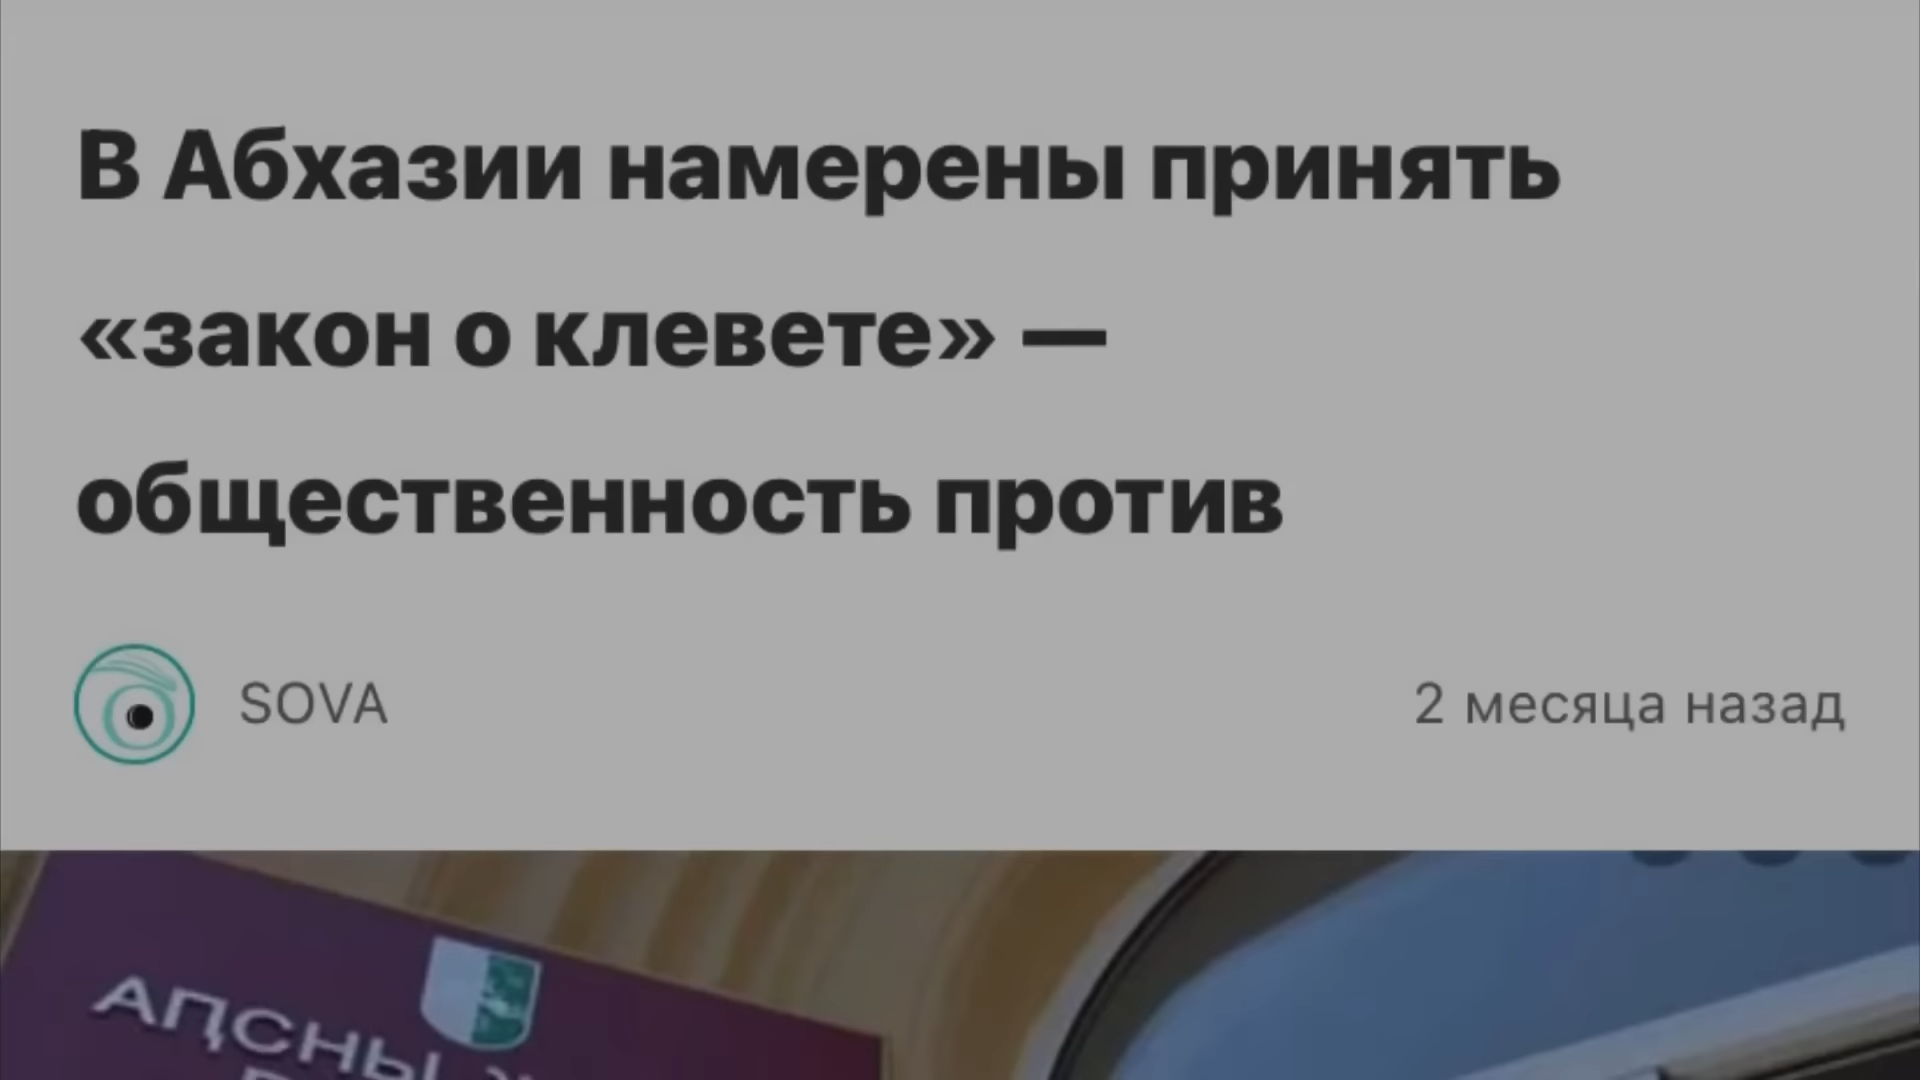 В Абхазии намерены принять
«закон о клевете» —
общественность против
SOVA
2 месяца назад
АԤСНЫ